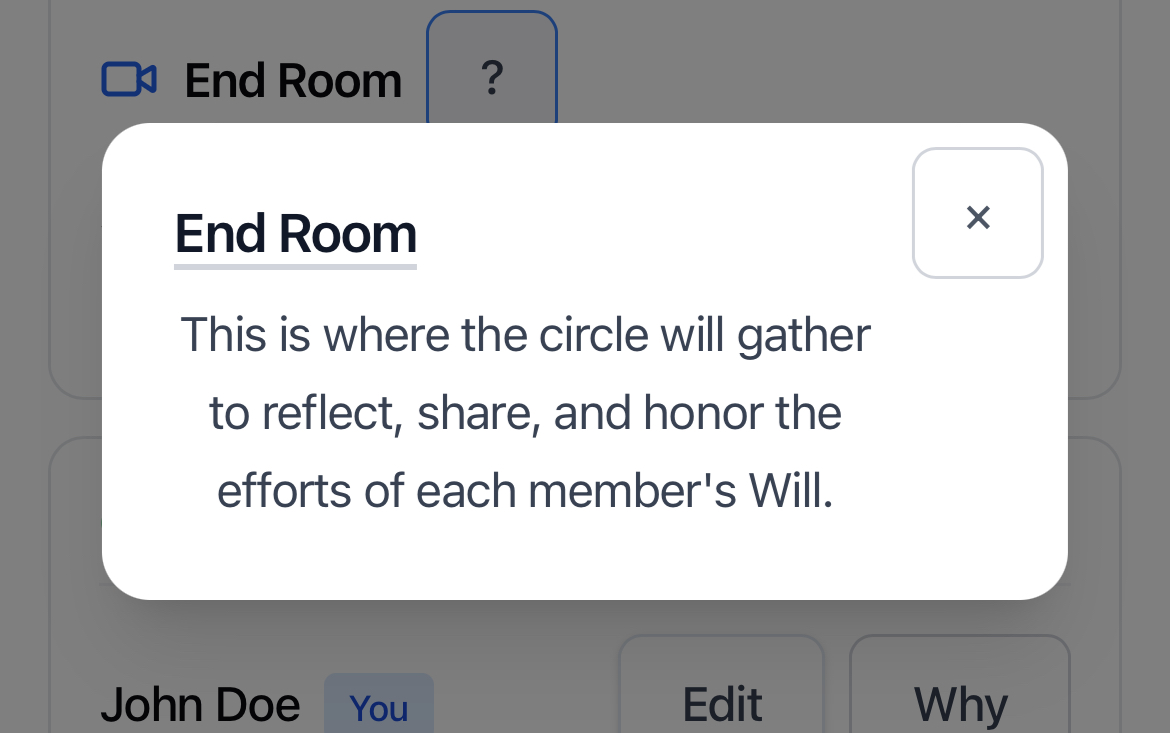 End Room ?
End Room ×
This is where the circle will gather
to reflect, share, and honor the
efforts of each member's Will.
John Doe You Edit Why